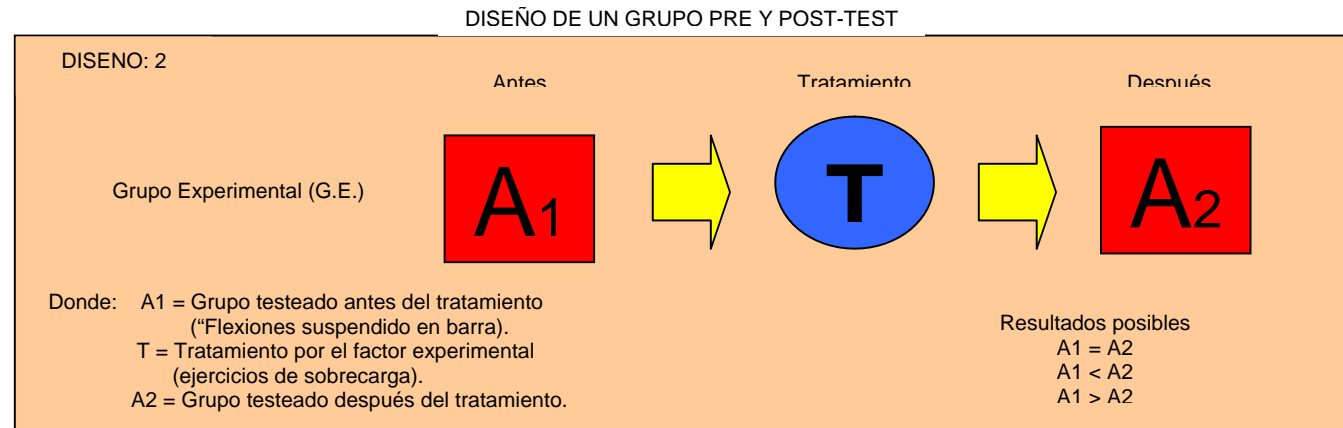 DISEÑO DE UN GRUPO PRE Y POST-TEST
DISENO: 2
Antes Tratamiento Después
Grupo Experimental (G.E.) A1 T A2
Donde: A1 = Grupo testeado antes del tratamiento
(“Flexiones suspendido en barra).
T = Tratamiento por el factor experimental
(ejercicios de sobrecarga).
A2 = Grupo testeado después del tratamiento.
Resultados posibles
A1 = A2
A1 < A2
A1 > A2